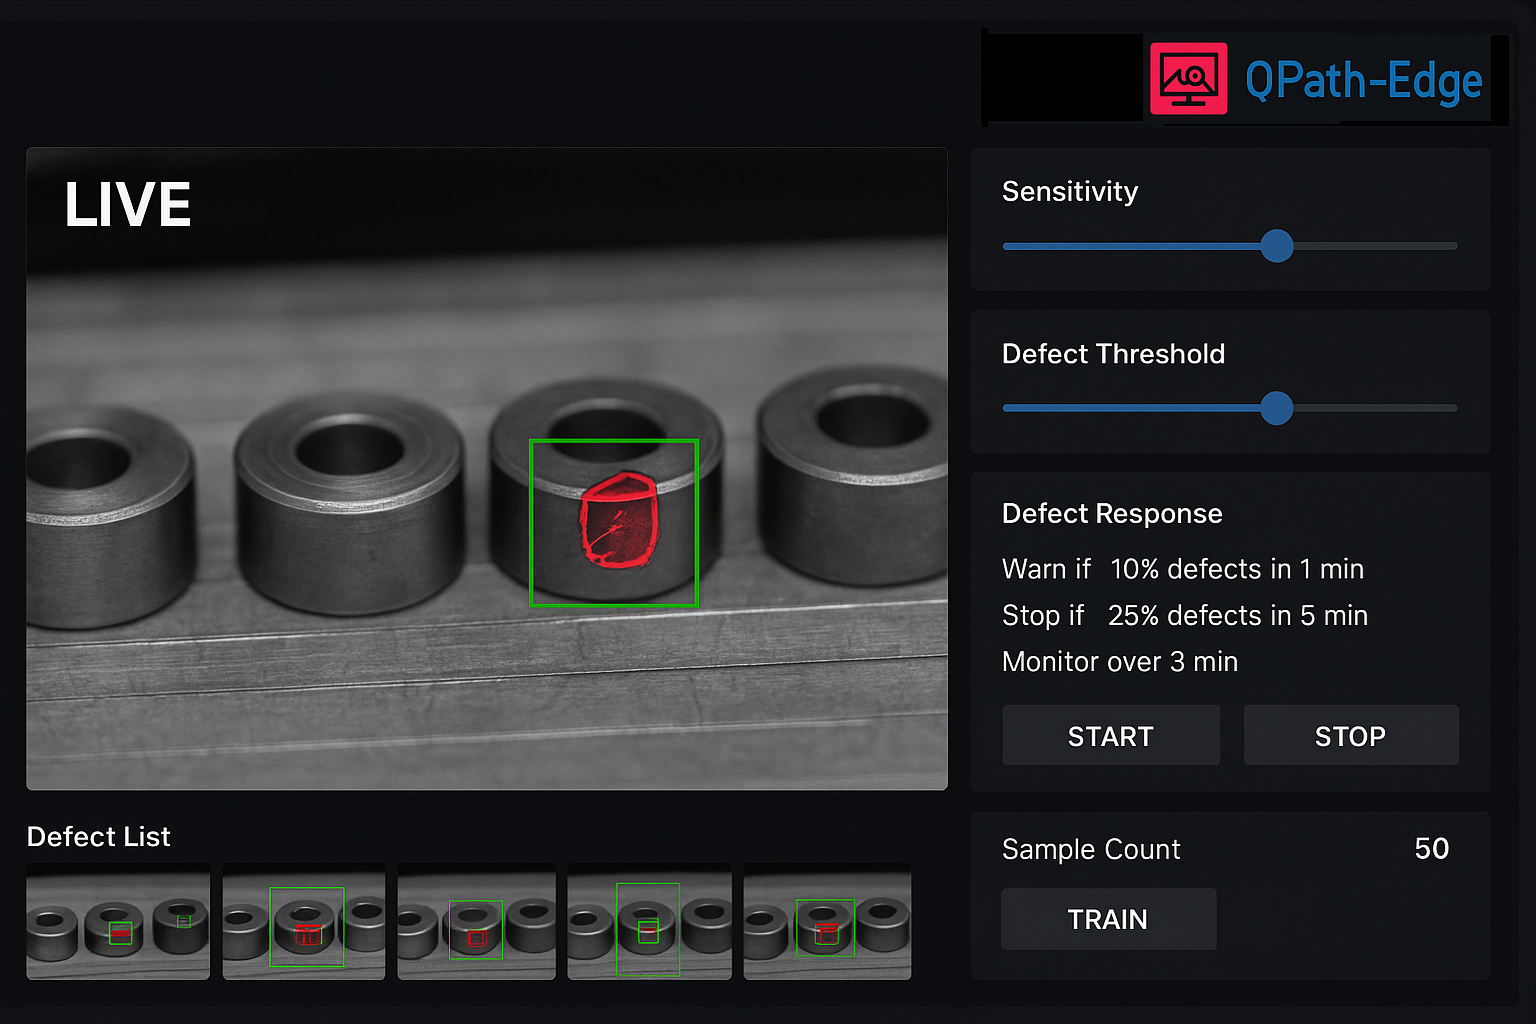 QPath-Edge
LIVE
Sensitivity
Defect Threshold
Defect Response
Warn if 10% defects in 1 min
Stop if 25% defects in 5 min
Monitor over 3 min
START STOP
Defect List
Sample Count 50
TRAIN